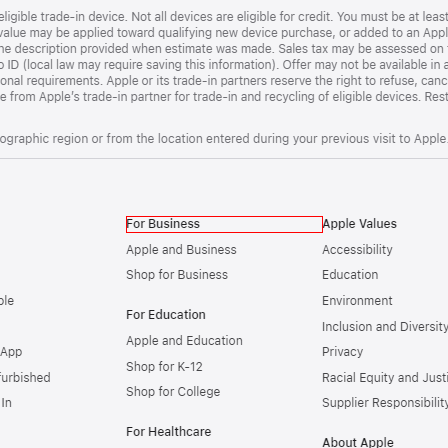 eligible trade-in device. Not all devices are eligible for credit. You must be at least
value may be applied toward qualifying new device purchase, or added to an Appl
he description provided when estimate was made. Sales tax may be assessed on
o ID (local law may require saving this information). Offer may not be available in a
onal requirements. Apple or its trade-in partners reserve the right to refuse, canc
e from Apple's trade-in partner for trade-in and recycling of eligible devices. Rest
ographic region or from the location entered during your previous visit to Apple.
For Business
Apple and Business
Shop for Business
For Education
Apple and Education
Shop for K-12
Shop for College
For Healthcare
Apple Values
Accessibility
Education
Environment
Inclusion and Diversity
Privacy
Racial Equity and Justi
Supplier Responsibility
About Apple
ple
App
furbished
In